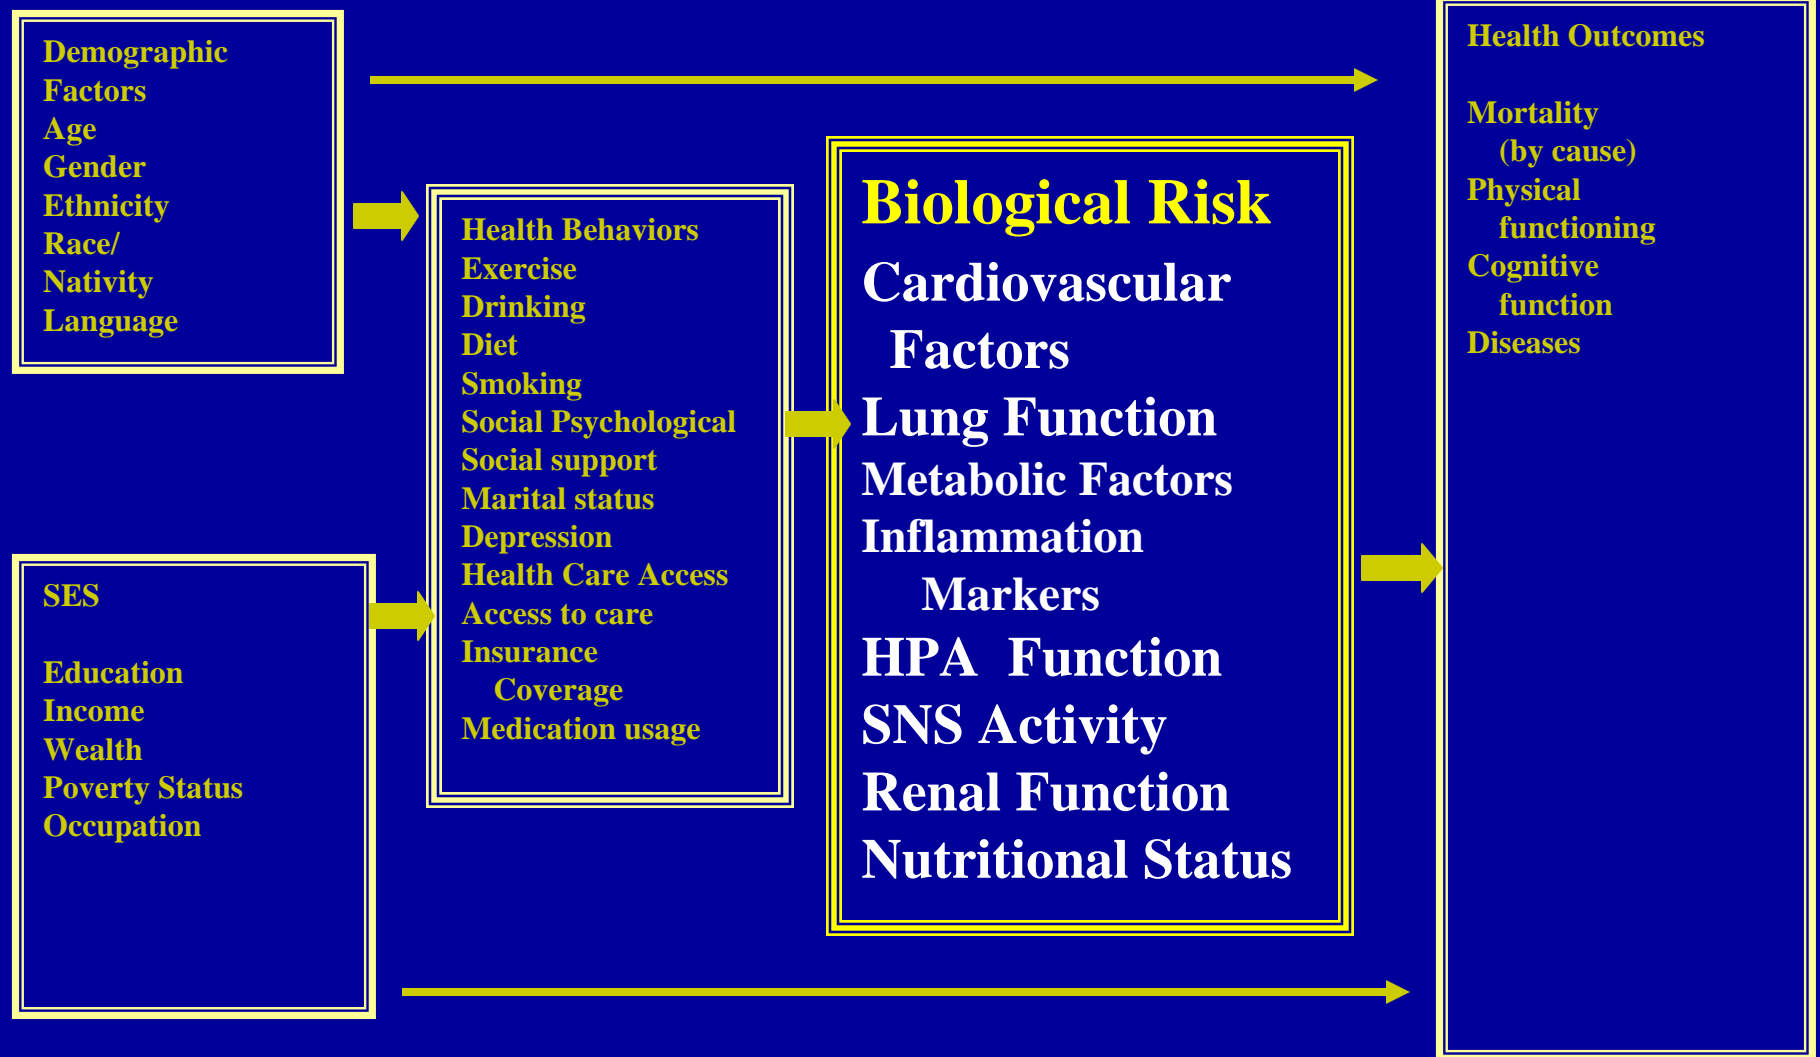 Demographic
Factors
Age
Gender
Ethnicity
Race/
Nativity
Language
SES
Education
Income
Wealth
Poverty Status
Occupation
Health Behaviors
Exercise
Drinking
Diet
Smoking
Social Psychological
Social support
Marital status
Depression
Health Care Access
Access to care
Insurance
Coverage
Medication usage
Biological Risk
Cardiovascular
Factors
Lung Function
Metabolic Factors
Inflammation
Markers
HPA Function
SNS Activity
Renal Function
Nutritional Status
Health Outcomes
Mortality
(by cause)
Physical
functioning
Cognitive
function
Diseases